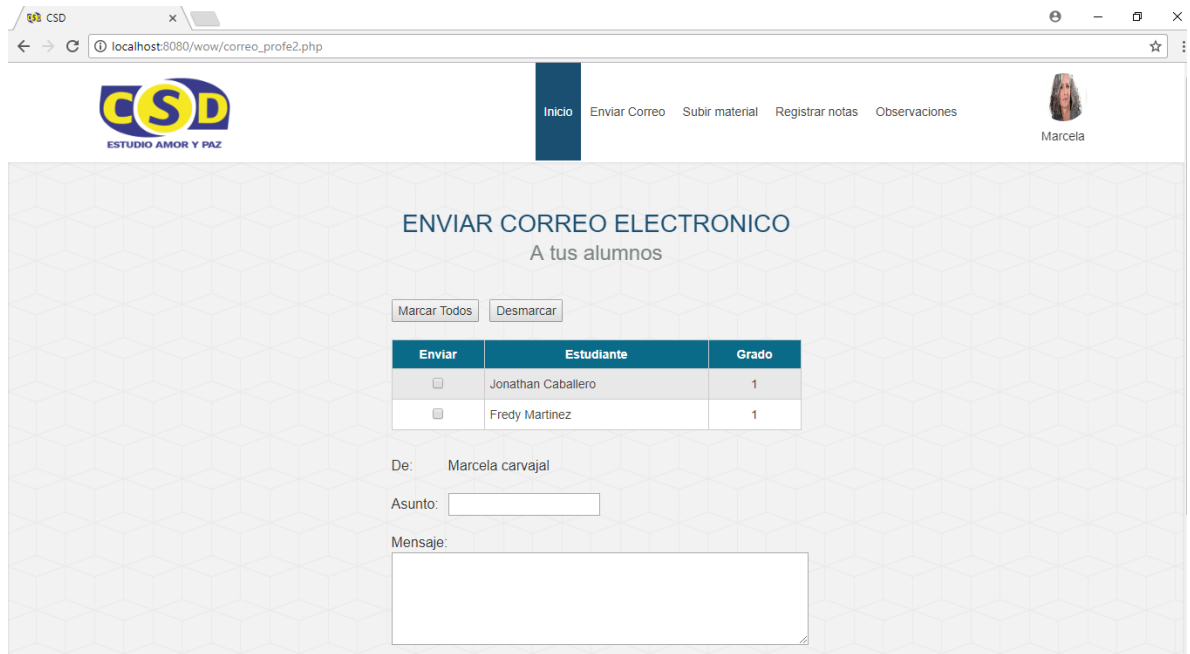 CSD
localhost:8080/wow/correo_profe2.php
CSD
ESTUDIO AMOR Y PAZ
Inicio Enviar Correo Subir material Registrar notas Observaciones
Marcela
ENVIAR CORREO ELECTRONICO
A tus alumnos
Marcar Todos Desmarcar
Enviar Estudiante Grado
Jonathan Caballero 1
Fredy Martinez 1
De: Marcela carvajal
Asunto:
Mensaje: